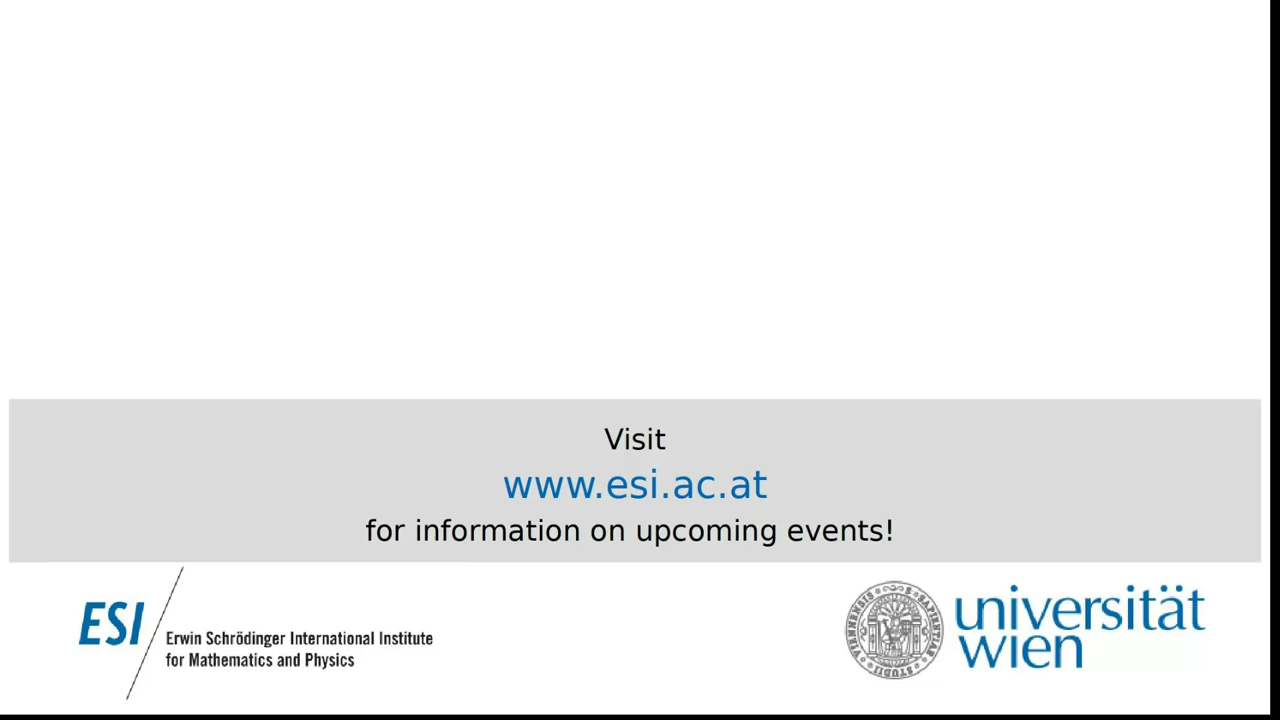 Visit
www.esi.ac.at
for information on upcoming events!
ESI
Erwin Schrödinger International Institute
for Mathematics and Physics
universität
wien